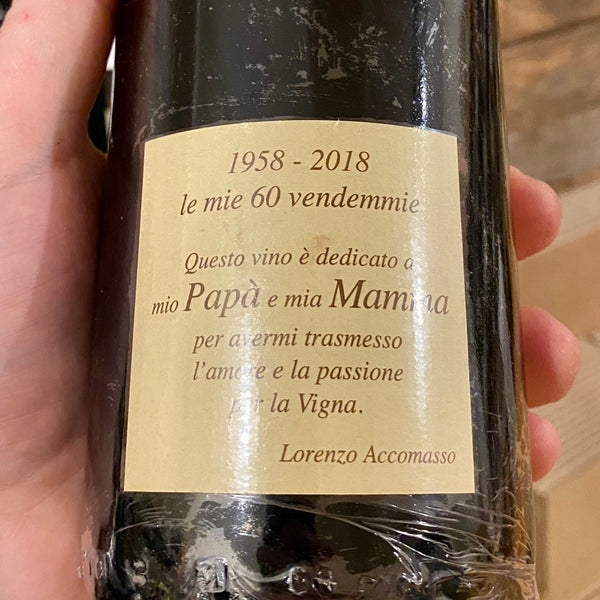 1958 - 2018
le mie 60 vendemmie
Questo vino è dedicato a
mio Papà e mia Mamma
per avermi trasmesso
l'amore e la passione
per la Vigna.
Lorenzo Accomasso